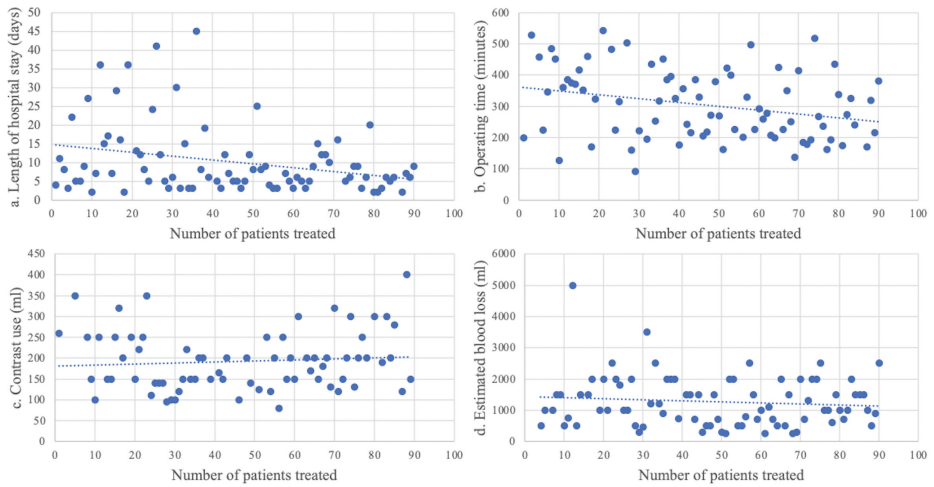 a. Length of hospital stay (days)
50
45
40
35
30
25
20
15
10
5
0
0 10 20 30 40 50 60 70 80 90 100
Number of patients treated
b. Operating time (minutes)
600
500
400
300
200
100
0
0 10 20 30 40 50 60 70 80 90 100
Number of patients treated
c. Contrast use (ml)
450
400
350
300
250
200
150
100
50
0
0 10 20 30 40 50 60 70 80 90 100
Number of patients treated
d. Estimated blood loss (ml)
6000
5000
4000
3000
2000
1000
0
0 10 20 30 40 50 60 70 80 90 100
Number of patients treated